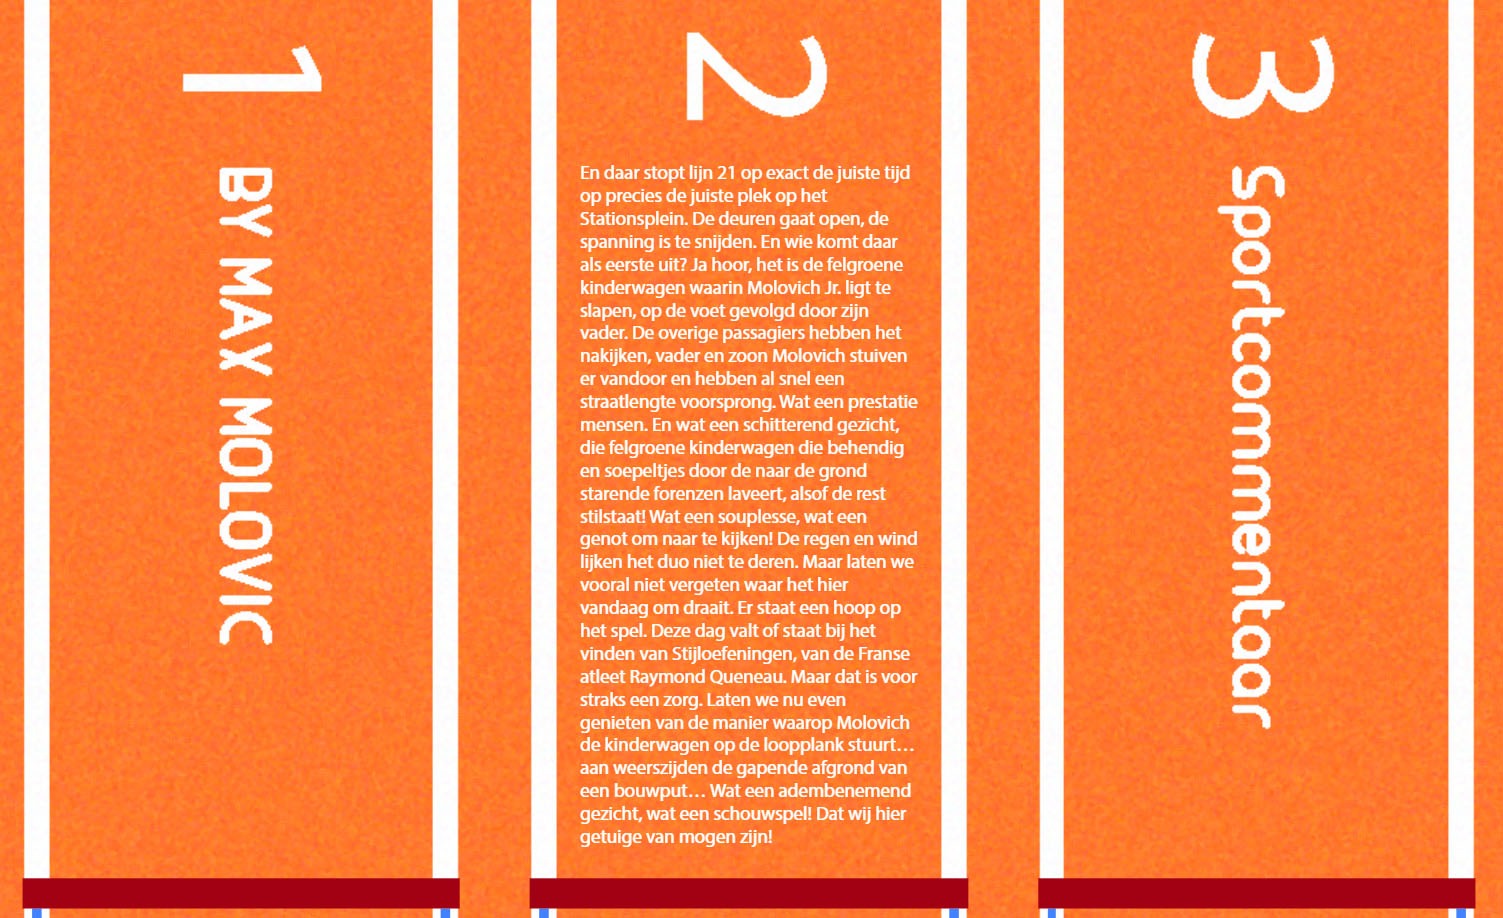 1
BY MAX MOLOVIC
2
En daar stopt lijn 21 op exact de juiste tijd
op precies de juiste plek op het
Stationsplein. De deuren gaat open, de
spanning is te snijden. En wie komt daar
als eerste uit? Ja hoor, het is de felgroene
kinderwagen waarin Molovich Jr. ligt te
slapen, op de voet gevolgd door zijn
vader. De overige passagiers hebben het
nakijken, vader en zoon Molovich stuiven
er vandoor en hebben al snel een
straatlengte voorsprong. Wat een prestatie
mensen. En wat een schitterend gezicht,
die felgroene kinderwagen die behendig
en soepeltjes door de naar de grond
starende forenzen laveert, alsof de rest
stilstaat! Wat een souplesse, wat een
genot om naar te kijken! De regen en wind
lijken het duo niet te deren. Maar laten we
vooral niet vergeten waar het hier
vandaag om draait. Er staat een hoop op
het spel. Deze dag valt of staat bij het
vinden van Stijloefeningen, van de Franse
atleet Raymond Queneau. Maar dat is voor
straks een zorg. Laten we nu even
genieten van de manier waarop Molovich
de kinderwagen op de loopplank stuurt…
aan weerszijden de gapende afgrond van
een bouwput… Wat een adembenemend
gezicht, wat een schouwspel! Dat wij hier
getuige van mogen zijn!
3
Sportcommentaar